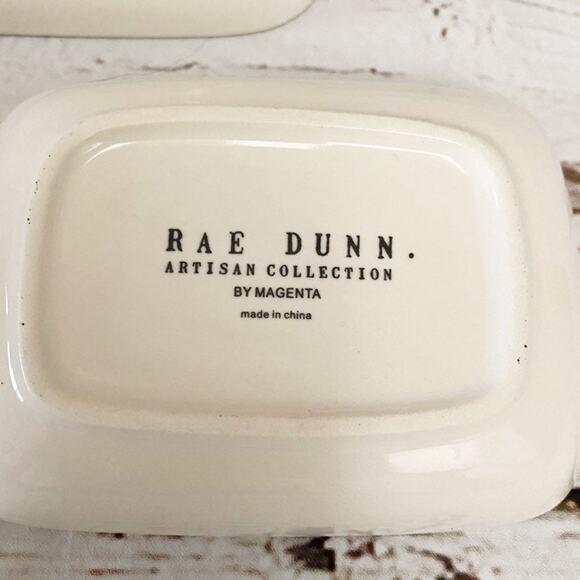 RAE DUNN.
ARTISAN COLLECTION
BY MAGENTA
made in china